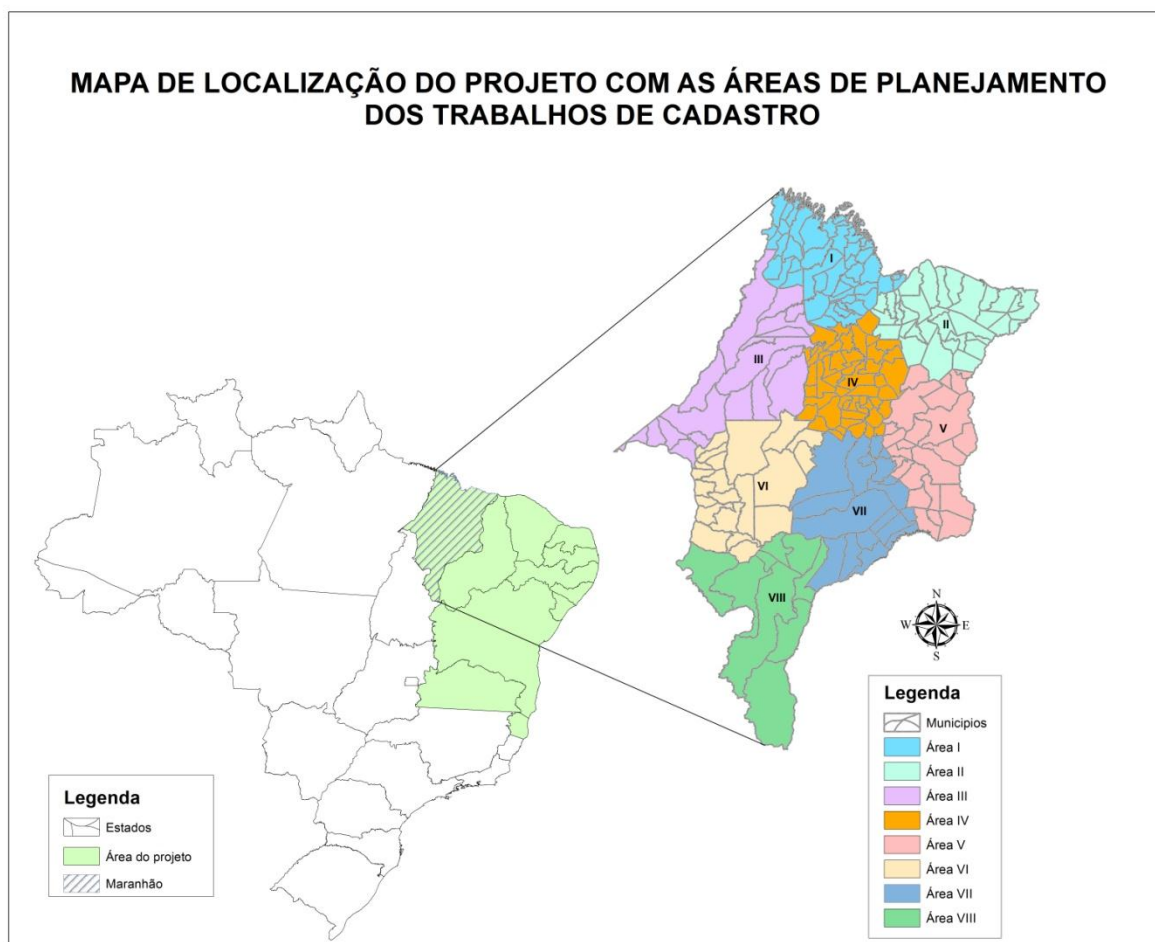 MAPA DE LOCALIZAÇÃO DO PROJETO COM AS ÁREAS DE PLANEJAMENTO
DOS TRABALHOS DE CADASTRO
I
II
III
IV
V
VI
VII
VIII
N
W E
S
Legenda
Estados
Área do projeto
Maranhão
Legenda
Municipios
Área I
Área II
Área III
Área IV
Área V
Área VI
Área VII
Área VIII